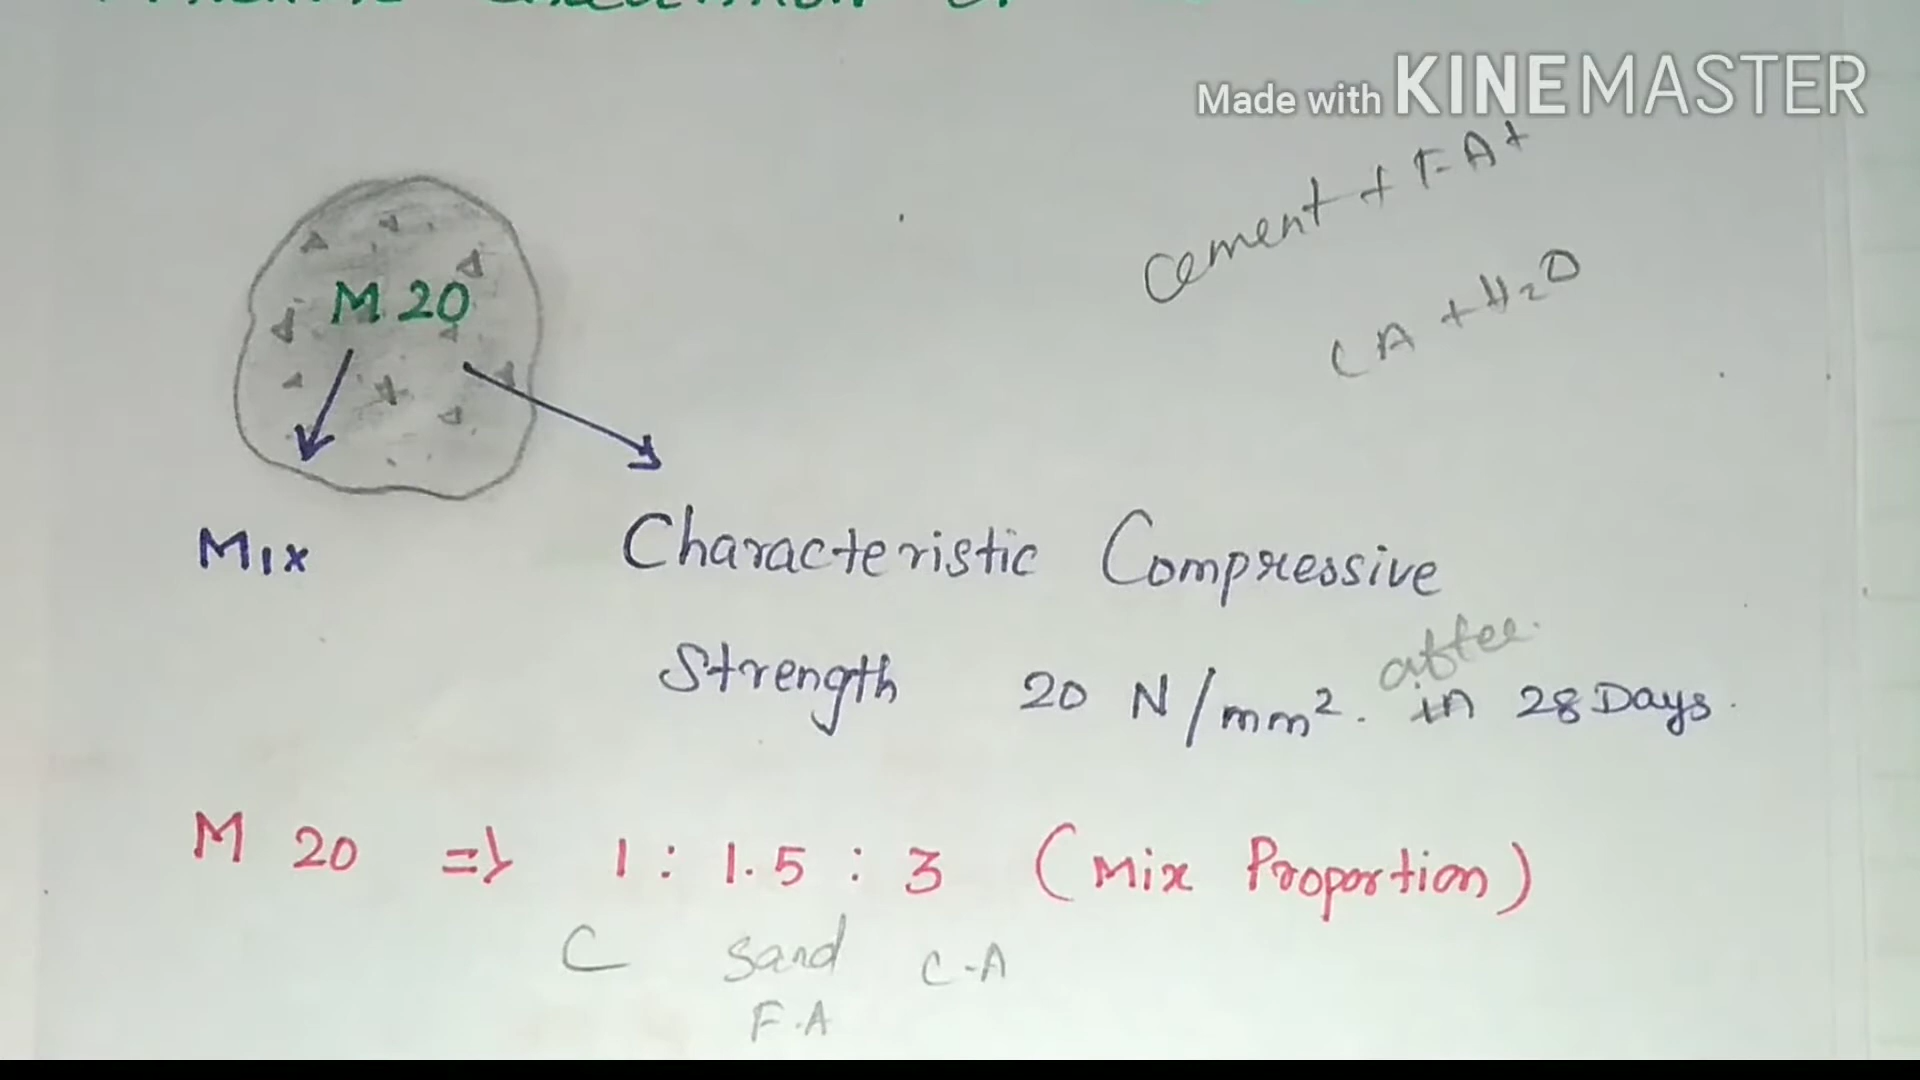 Made with KINEMASTER
cement + F.A +
CA + H₂O
M 20
Mix
Characteristic Compressive
after
Strength 20 N/mm². in 28 Days.
M 20 => 1 : 1.5 : 3 (Mix Proportion)
C Sand C-A
F.A